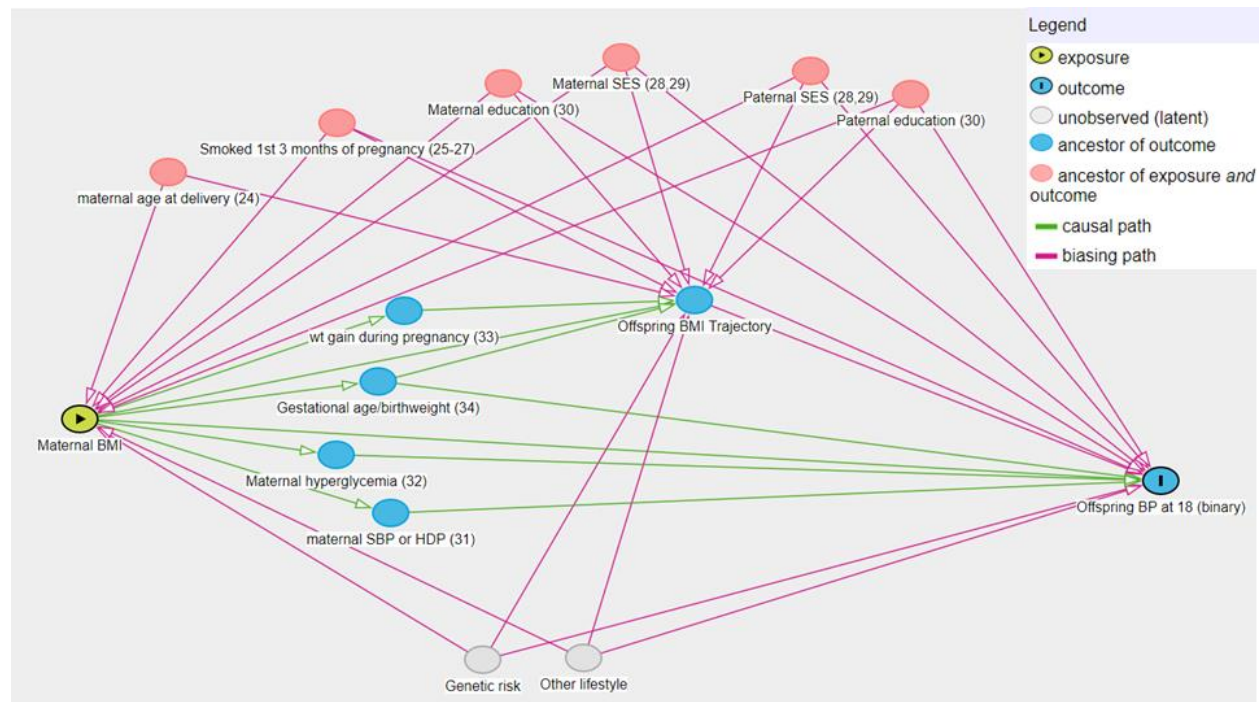 Legend
exposure
outcome
unobserved (latent)
ancestor of outcome
ancestor of exposure and
outcome
causal path
biasing path
Maternal SES (28,29)
Paternal SES (28,29)
Maternal education (30)
Paternal education (30)
Smoked 1st 3 months of pregnancy (25-27)
maternal age at delivery (24)
Offspring BMI Trajectory
wt gain during pregnancy (33)
Gestational age/birthweight (34)
Maternal BMI
Maternal hyperglycemia (32)
Offspring BP at 18 (binary)
maternal SBP or HDP (31)
Genetic risk
Other lifestyle